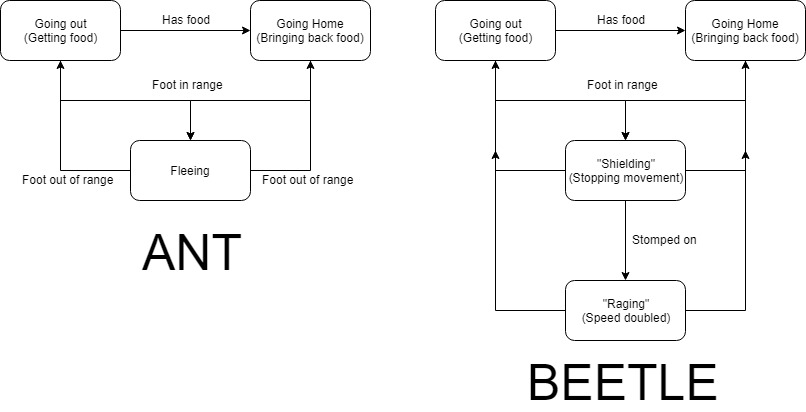 Going out
(Getting food)
Has food
Going Home
(Bringing back food)
Foot in range
Fleeing
Foot out of range
Foot out of range
ANT
Going out
(Getting food)
Has food
Going Home
(Bringing back food)
Foot in range
"Shielding"
(Stopping movement)
Stomped on
"Raging"
(Speed doubled)
BEETLE